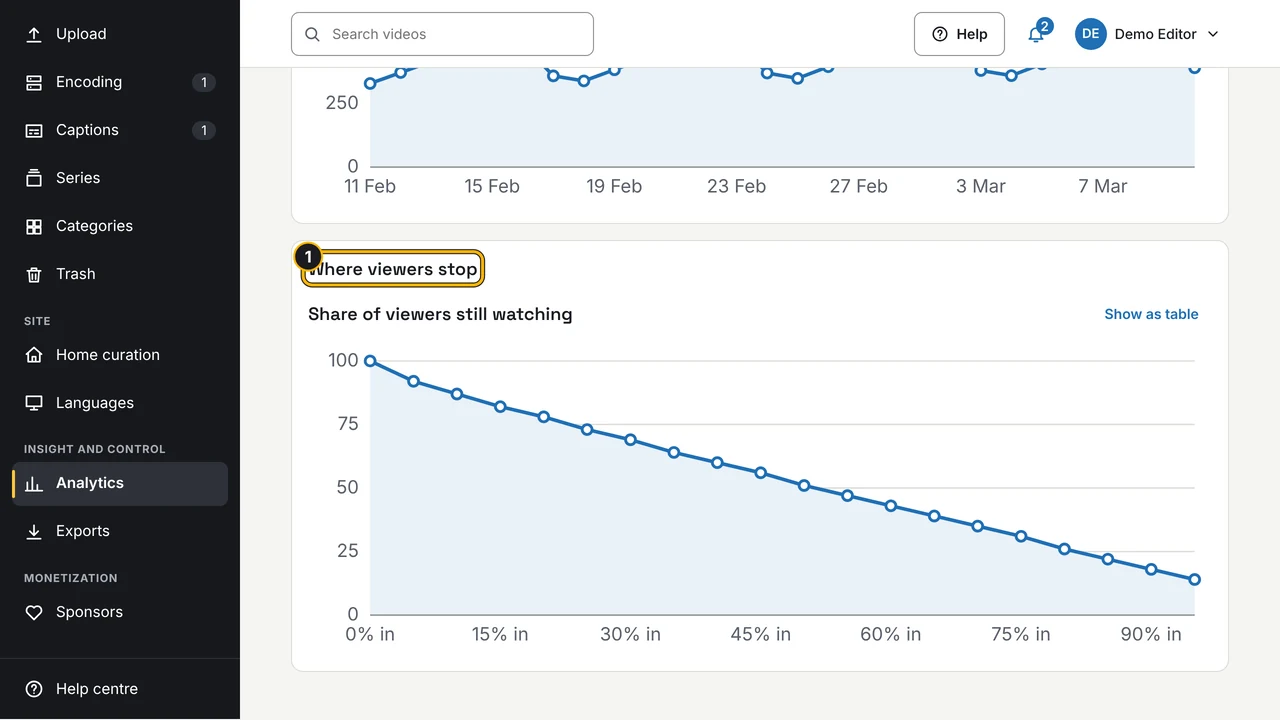 Upload
Encoding 1
Captions 1
Series
Categories
Trash
SITE
Home curation
Languages
INSIGHT AND CONTROL
Analytics
Exports
MONETIZATION
Sponsors
Help centre
Search videos
Help
2
DE Demo Editor
250
0
11 Feb 15 Feb 19 Feb 23 Feb 27 Feb 3 Mar 7 Mar
1
Where viewers stop
Share of viewers still watching
Show as table
100
75
50
25
0
0% in 15% in 30% in 45% in 60% in 75% in 90% in